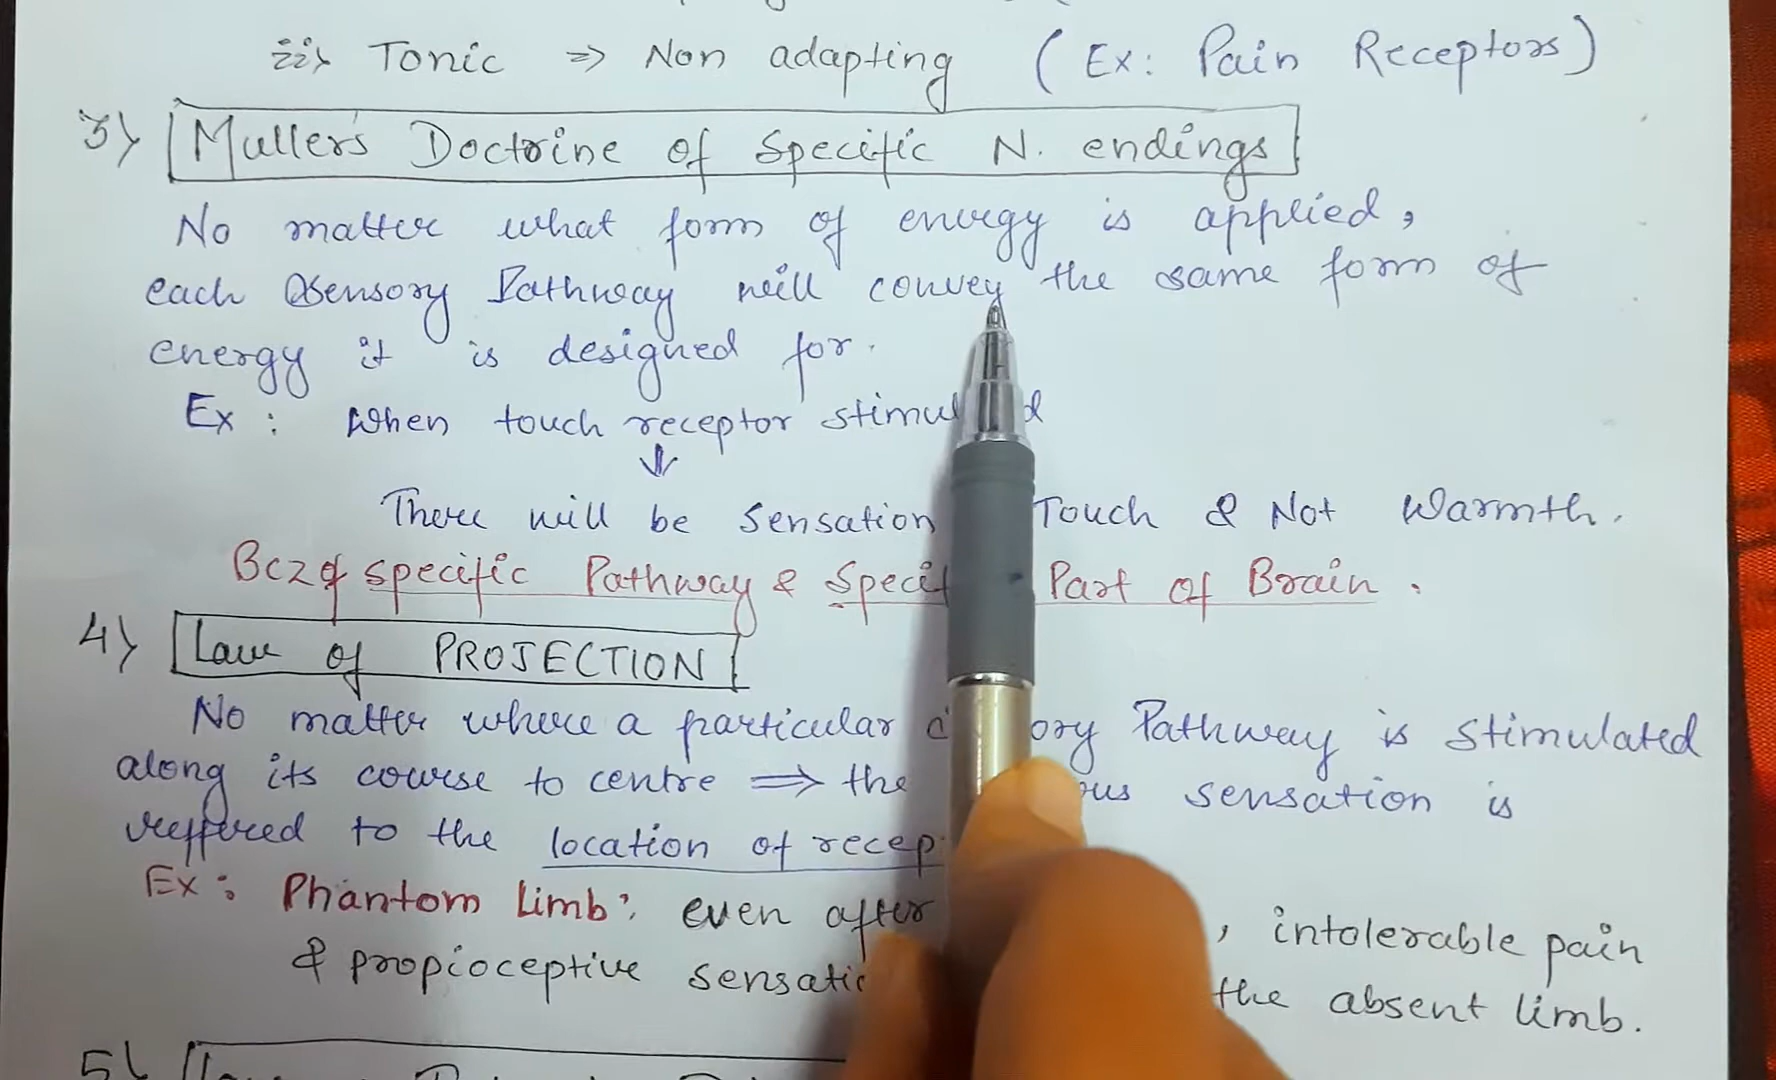 ii) Tonic ⇒ Non adapting (Ex: Pain Receptors)
3) Muller's Doctrine of Specific N. endings
No matter what form of energy is applied,
each sensory Pathway will convey the same form of
energy it is designed for.
Ex: When touch receptor
There will be sensation Touch & Not Warmth.
Bcz of specific Pathway & Part of Brain.
4) Law of PROJECTION
No matter where a particular Pathway is stimulated
along its course to centre ⇒ the sensation is
reffered to the location of
Ex: Phantom Limb: even after , intolerable pain
& propioceptive the absent limb.
5)